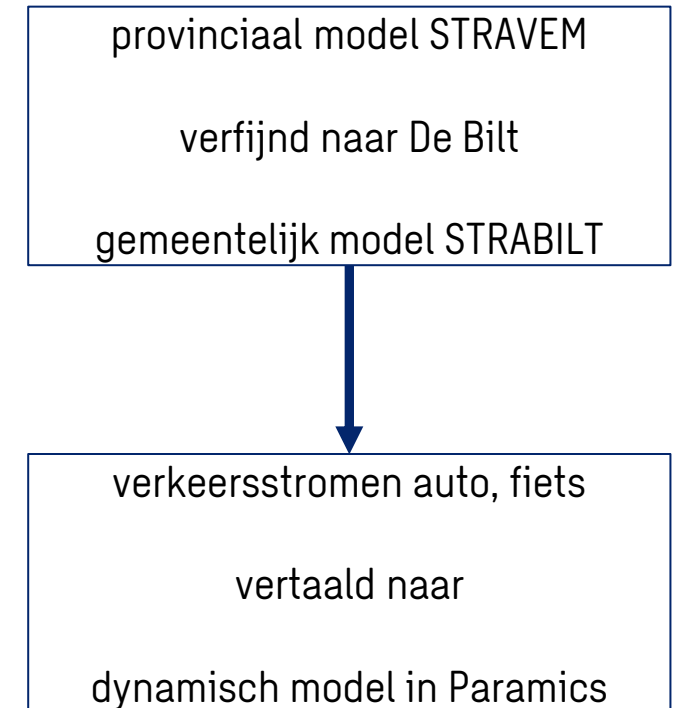 provinciaal model STRAVEM
verfijnd naar De Bilt
gemeentelijk model STRABILT
verkeersstromen auto, fiets
vertaald naar
dynamisch model in Paramics